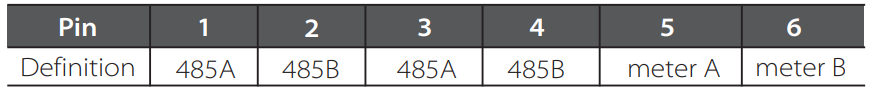 Pin 1 2 3 4 5 6
Definition 485A 485B 485A 485B meter A meter B